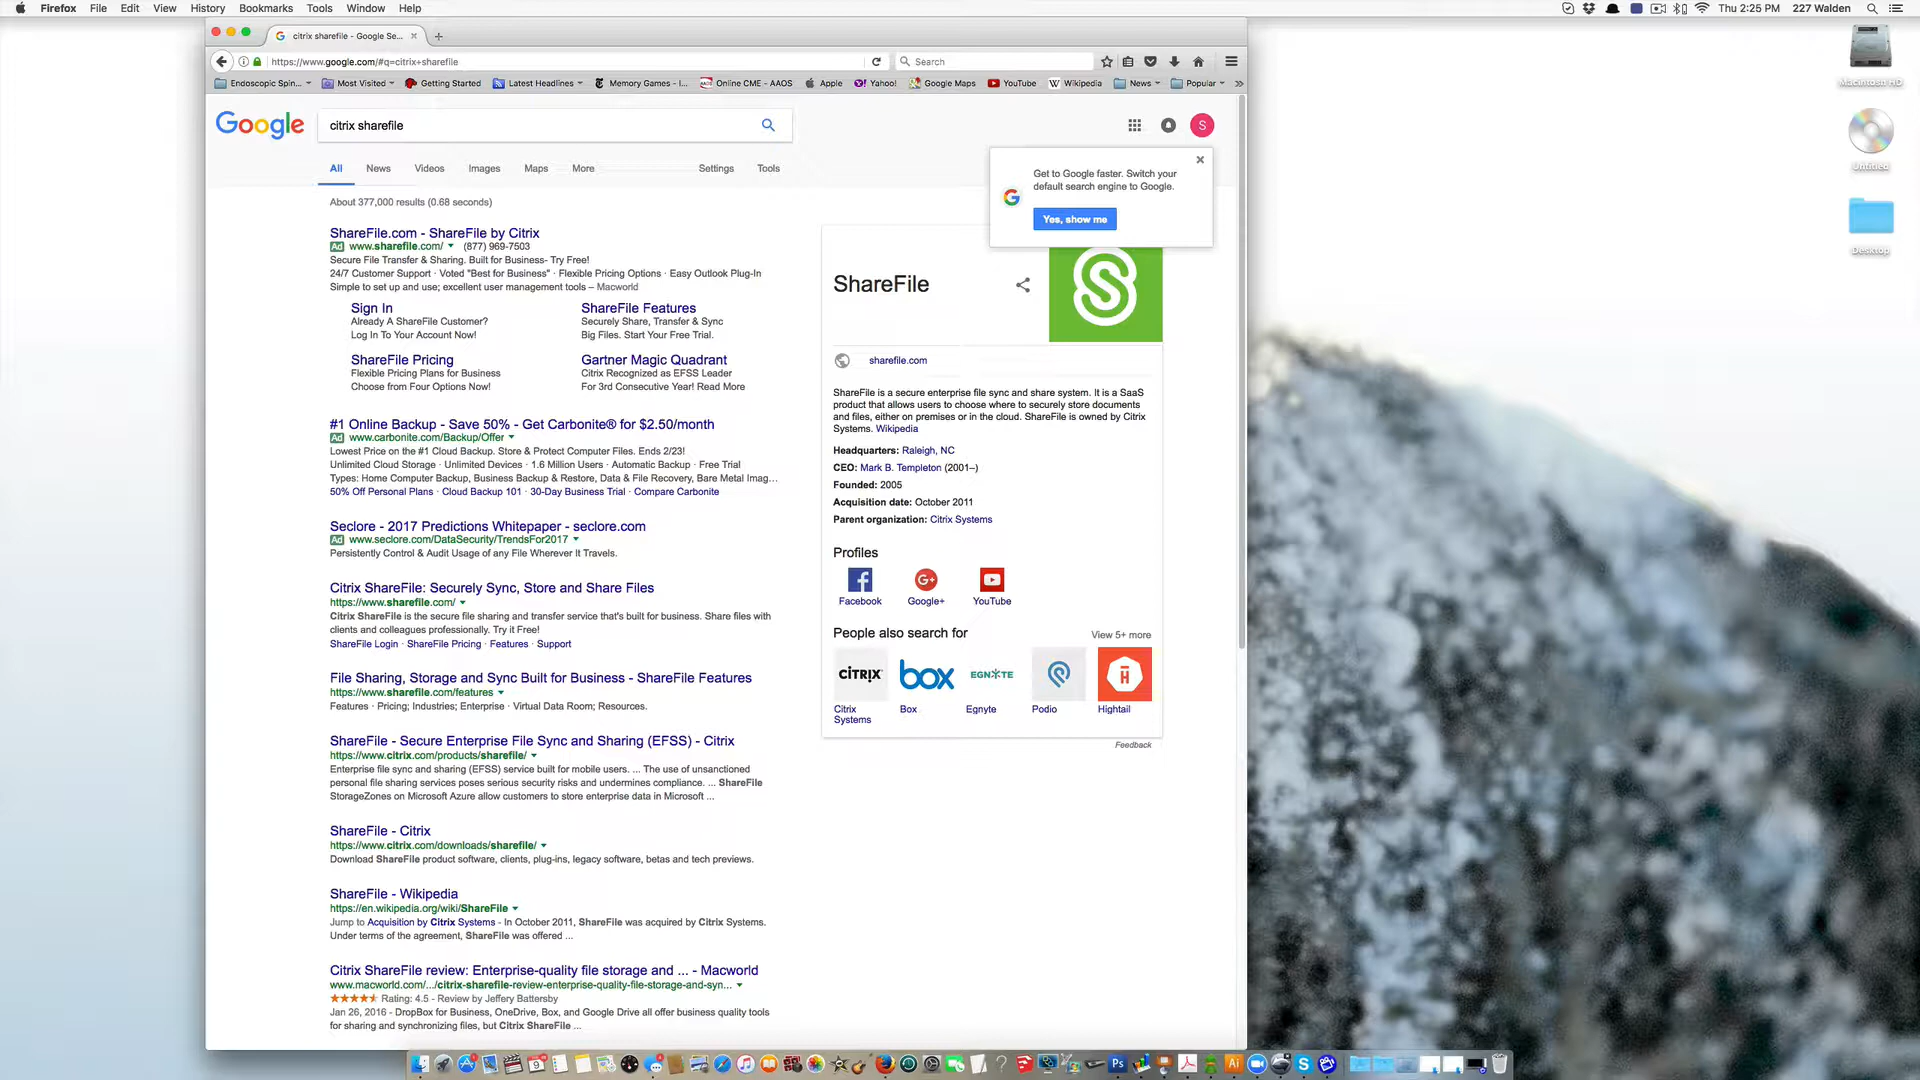 Firefox File Edit View History Bookmarks Tools Window Help
Thu 2:25 PM 227 Walden
citrix sharefile - Google Se...
https://www.google.com/#q=citrix+sharefile
Search
Endoscopic Spin... Most Visited Getting Started Latest Headlines Memory Games - I... Online CME - AAOS Apple Yahoo! Google Maps YouTube Wikipedia News Popular
Google
citrix sharefile
S
All News Videos Images Maps More Settings Tools
Get to Google faster. Switch your
default search engine to Google.
Yes, show me
About 377,000 results (0.68 seconds)
ShareFile.com - ShareFile by Citrix
Ad www.sharefile.com/ (877) 969-7503
Secure File Transfer & Sharing. Built for Business- Try Free!
24/7 Customer Support · Voted "Best for Business" · Flexible Pricing Options · Easy Outlook Plug-In
Simple to set up and use; excellent user management tools – Macworld
Sign In
Already A ShareFile Customer?
Log In To Your Account Now!
ShareFile Features
Securely Share, Transfer & Sync
Big Files. Start Your Free Trial.
ShareFile Pricing
Flexible Pricing Plans for Business
Choose from Four Options Now!
Gartner Magic Quadrant
Citrix Recognized as EFSS Leader
For 3rd Consecutive Year! Read More
#1 Online Backup - Save 50% - Get Carbonite® for $2.50/month
Ad www.carbonite.com/Backup/Offer
Lowest Price on the #1 Cloud Backup. Store & Protect Computer Files. Ends 2/23!
Unlimited Cloud Storage · Unlimited Devices · 1.6 Million Users · Automatic Backup · Free Trial
Types: Home Computer Backup, Business Backup & Restore, Data & File Recovery, Bare Metal Imag...
50% Off Personal Plans · Cloud Backup 101 · 30-Day Business Trial · Compare Carbonite
Seclore - 2017 Predictions Whitepaper - seclore.com
Ad www.seclore.com/DataSecurity/TrendsFor2017
Persistently Control & Audit Usage of any File Wherever It Travels.
Citrix ShareFile: Securely Sync, Store and Share Files
https://www.sharefile.com/
Citrix ShareFile is the secure file sharing and transfer service that's built for business. Share files with
clients and colleagues professionally. Try it Free!
ShareFile Login · ShareFile Pricing · Features · Support
File Sharing, Storage and Sync Built for Business - ShareFile Features
https://www.sharefile.com/features
Features · Pricing; Industries; Enterprise · Virtual Data Room; Resources.
ShareFile - Secure Enterprise File Sync and Sharing (EFSS) - Citrix
https://www.citrix.com/products/sharefile/
Enterprise file sync and sharing (EFSS) service built for mobile users. ... The use of unsanctioned
personal file sharing services poses serious security risks and undermines compliance. ... ShareFile
StorageZones on Microsoft Azure allow customers to store enterprise data in Microsoft ...
ShareFile - Citrix
https://www.citrix.com/downloads/sharefile/
Download ShareFile product software, clients, plug-ins, legacy software, betas and tech previews.
ShareFile - Wikipedia
https://en.wikipedia.org/wiki/ShareFile
Jump to Acquisition by Citrix Systems - In October 2011, ShareFile was acquired by Citrix Systems.
Under terms of the agreement, ShareFile was offered ...
Citrix ShareFile review: Enterprise-quality file storage and ... - Macworld
www.macworld.com/.../citrix-sharefile-review-enterprise-quality-file-storage-and-syn...
Rating: 4.5 - Review by Jeffery Battersby
Jan 26, 2016 - DropBox for Business, OneDrive, Box, and Google Drive all offer business quality tools
for sharing and synchronizing files, but Citrix ShareFile ...
ShareFile
sharefile.com
ShareFile is a secure enterprise file sync and share system. It is a SaaS
product that allows users to choose where to securely store documents
and files, either on premises or in the cloud. ShareFile is owned by Citrix
Systems. Wikipedia
Headquarters: Raleigh, NC
CEO: Mark B. Templeton (2001–)
Founded: 2005
Acquisition date: October 2011
Parent organization: Citrix Systems
Profiles
Facebook Google+ YouTube
People also search for View 5+ more
CITRIX box EGNYTE
Citrix Systems
Box
Egnyte
Podio
Hightail
Feedback
Macintosh HD
Untitled
Desktop
9
Ps
Ai
S